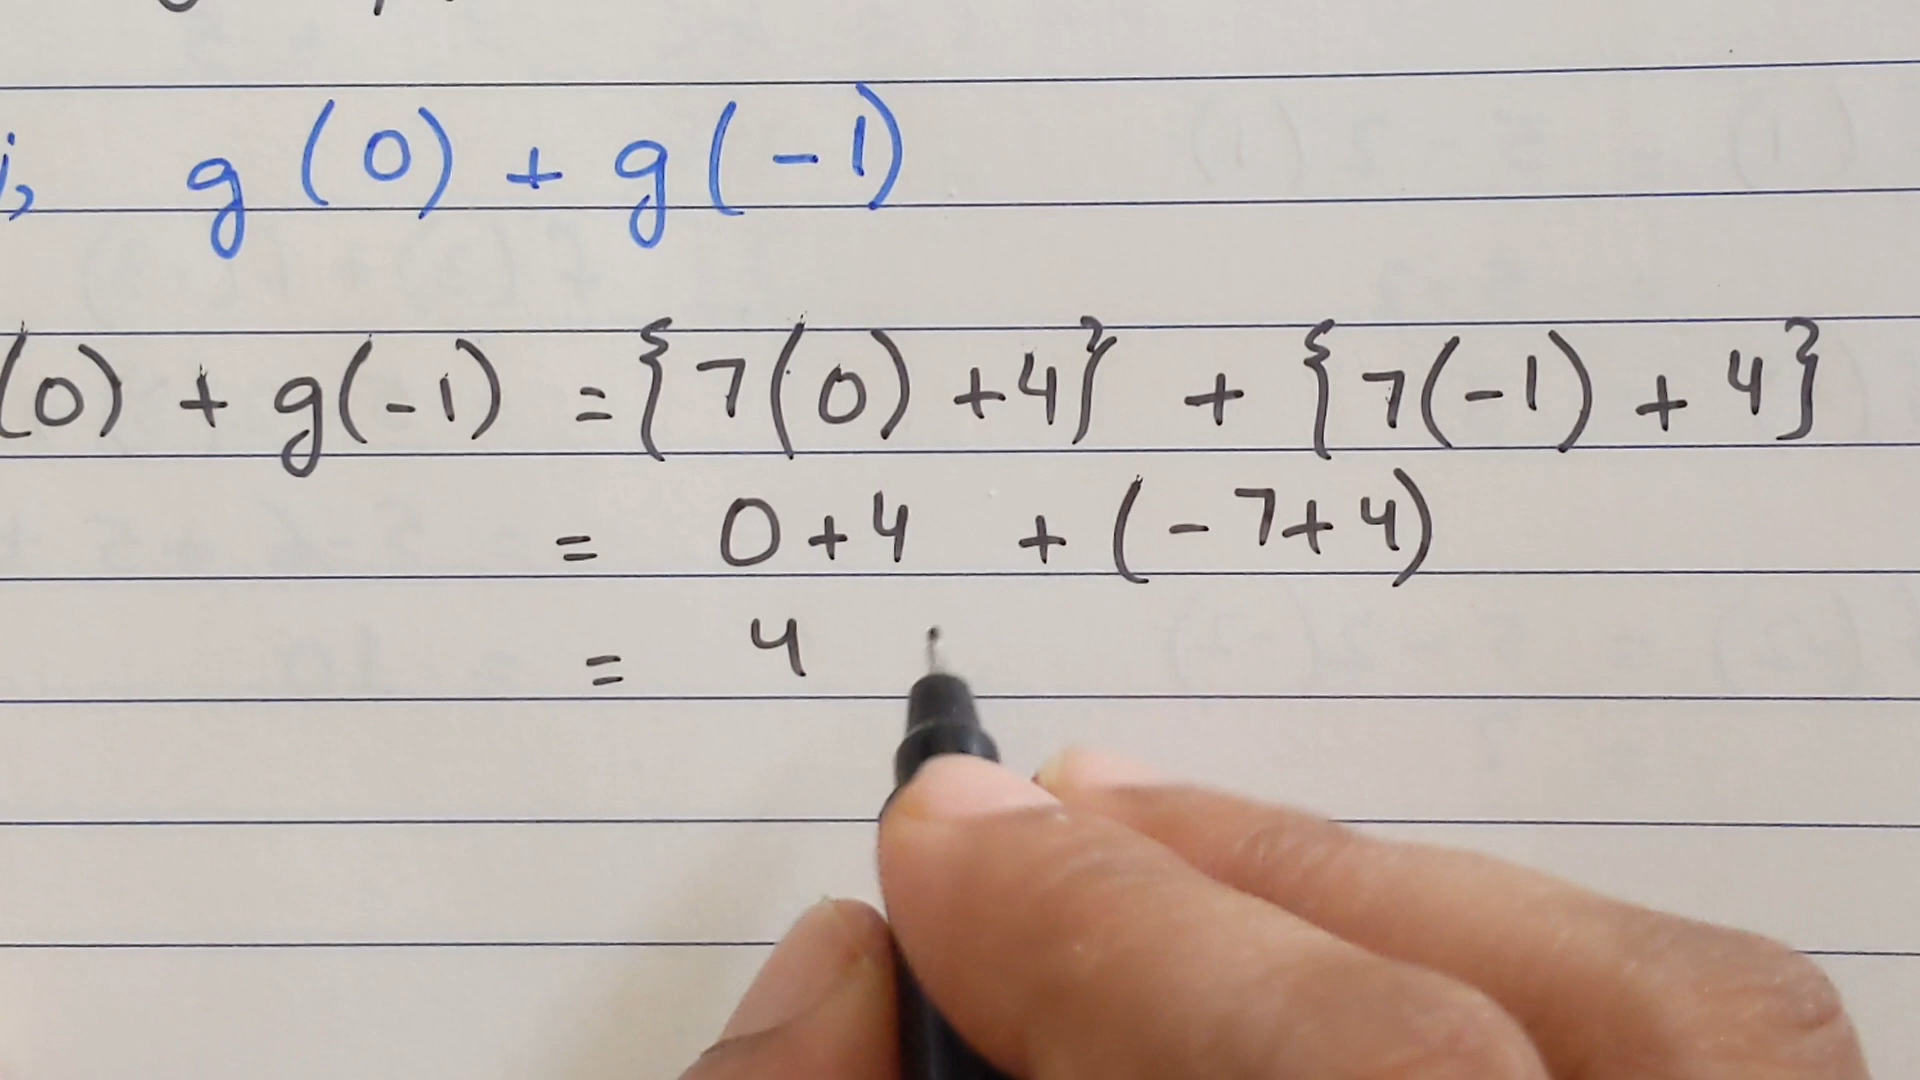 i, g(0) + g(-1)
(0) + g(-1) = {7(0) +4} + {7(-1) + 4}
= 0+4 + (-7+4)
= 4